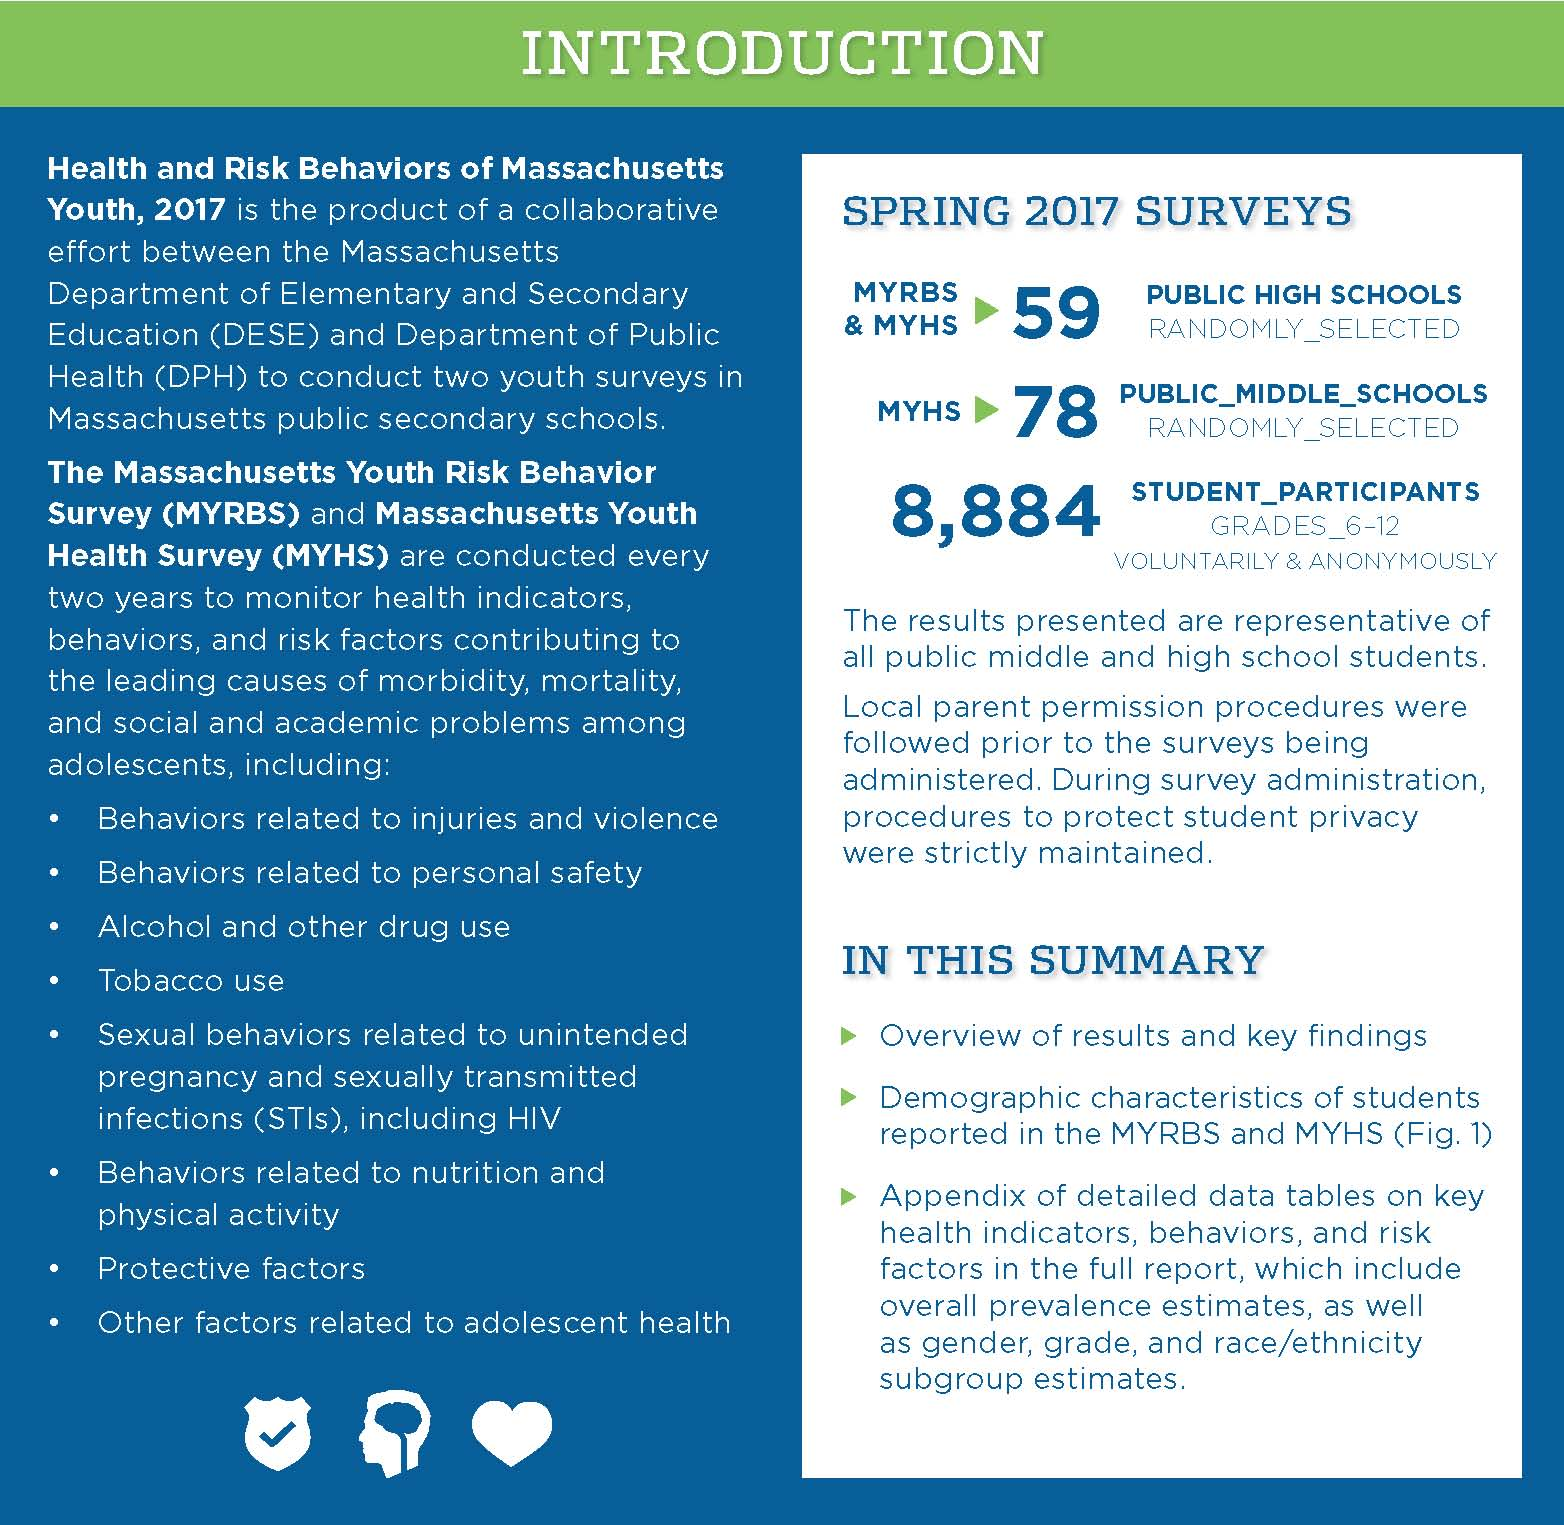 INTRODUCTION
Health and Risk Behaviors of Massachusetts
Youth, 2017 is the product of a collaborative
effort between the Massachusetts
Department of Elementary and Secondary
Education (DESE) and Department of Public
Health (DPH) to conduct two youth surveys in
Massachusetts public secondary schools.
The Massachusetts Youth Risk Behavior
Survey (MYRBS) and Massachusetts Youth
Health Survey (MYHS) are conducted every
two years to monitor health indicators,
behaviors, and risk factors contributing to
the leading causes of morbidity, mortality,
and social and academic problems among
adolescents, including:
• Behaviors related to injuries and violence
• Behaviors related to personal safety
• Alcohol and other drug use
• Tobacco use
• Sexual behaviors related to unintended
pregnancy and sexually transmitted
infections (STIs), including HIV
• Behaviors related to nutrition and
physical activity
• Protective factors
• Other factors related to adolescent health
SPRING 2017 SURVEYS
MYRBS
& MYHS
59
PUBLIC HIGH SCHOOLS
RANDOMLY_SELECTED
MYHS
78
PUBLIC_MIDDLE_SCHOOLS
RANDOMLY_SELECTED
8,884
STUDENT_PARTICIPANTS
GRADES_6–12
VOLUNTARILY & ANONYMOUSLY
The results presented are representative of
all public middle and high school students.
Local parent permission procedures were
followed prior to the surveys being
administered. During survey administration,
procedures to protect student privacy
were strictly maintained.
IN THIS SUMMARY
Overview of results and key findings
Demographic characteristics of students
reported in the MYRBS and MYHS (Fig. 1)
Appendix of detailed data tables on key
health indicators, behaviors, and risk
factors in the full report, which include
overall prevalence estimates, as well
as gender, grade, and race/ethnicity
subgroup estimates.